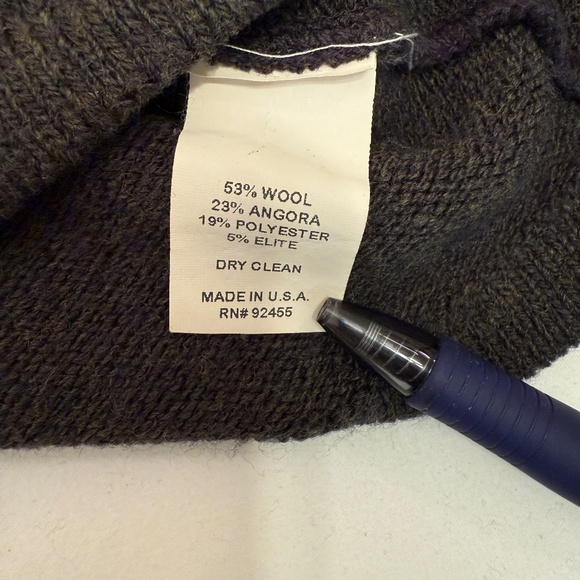 53% WOOL
23% ANGORA
19% POLYESTER
5% ELITE
DRY CLEAN
MADE IN U.S.A.
RN# 92455